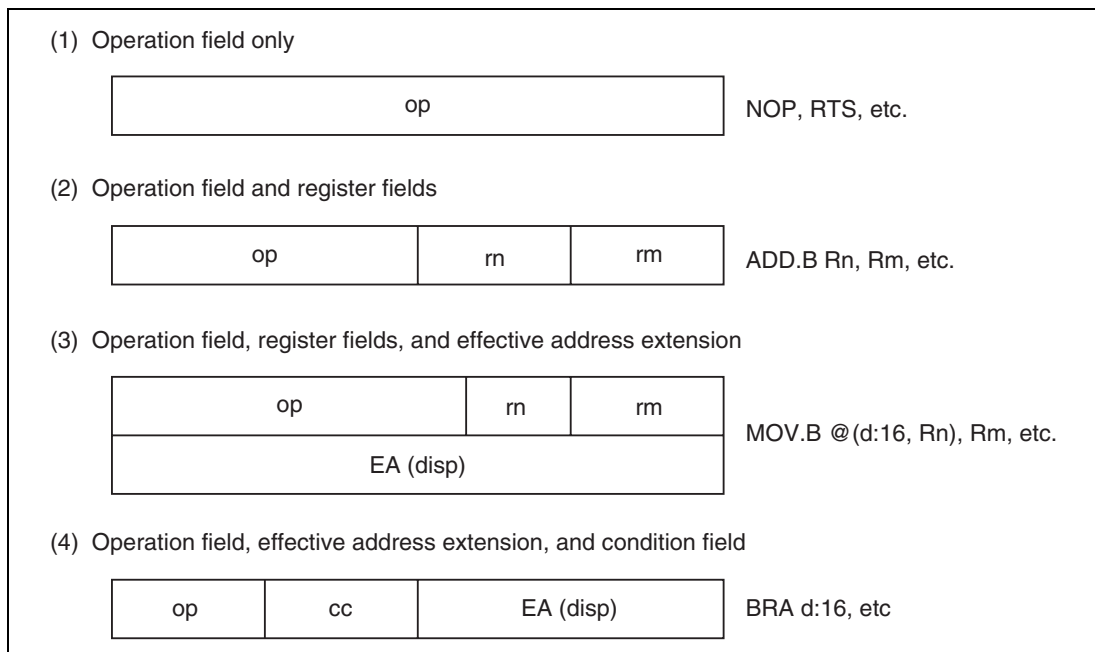 (1) Operation field only
op
NOP, RTS, etc.
(2) Operation field and register fields
op rn rm
ADD.B Rn, Rm, etc.
(3) Operation field, register fields, and effective address extension
op rn rm
EA (disp)
MOV.B @(d:16, Rn), Rm, etc.
(4) Operation field, effective address extension, and condition field
op cc EA (disp)
BRA d:16, etc